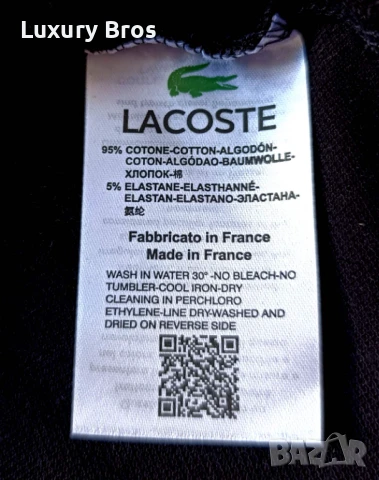 Luxury Bros
LACOSTE
95% COTONE-COTTON-ALGODÓN-
COTON-ALGÓDAO-BAUMWOLLE-
ХЛОПОК-棉
5% ELASTANE-ELASTHANNÉ-
ELASTAN-ELASTANO-ЭЛАСТАНА-
氨纶
Fabbricato in France
Made in France
WASH IN WATER 30°-NO BLEACH-NO
TUMBLER-COOL IRON-DRY
CLEANING IN PERCHLORO
ETHYLENE-LINE DRY-WASHED AND
DRIED ON REVERSE SIDE
BAZAR